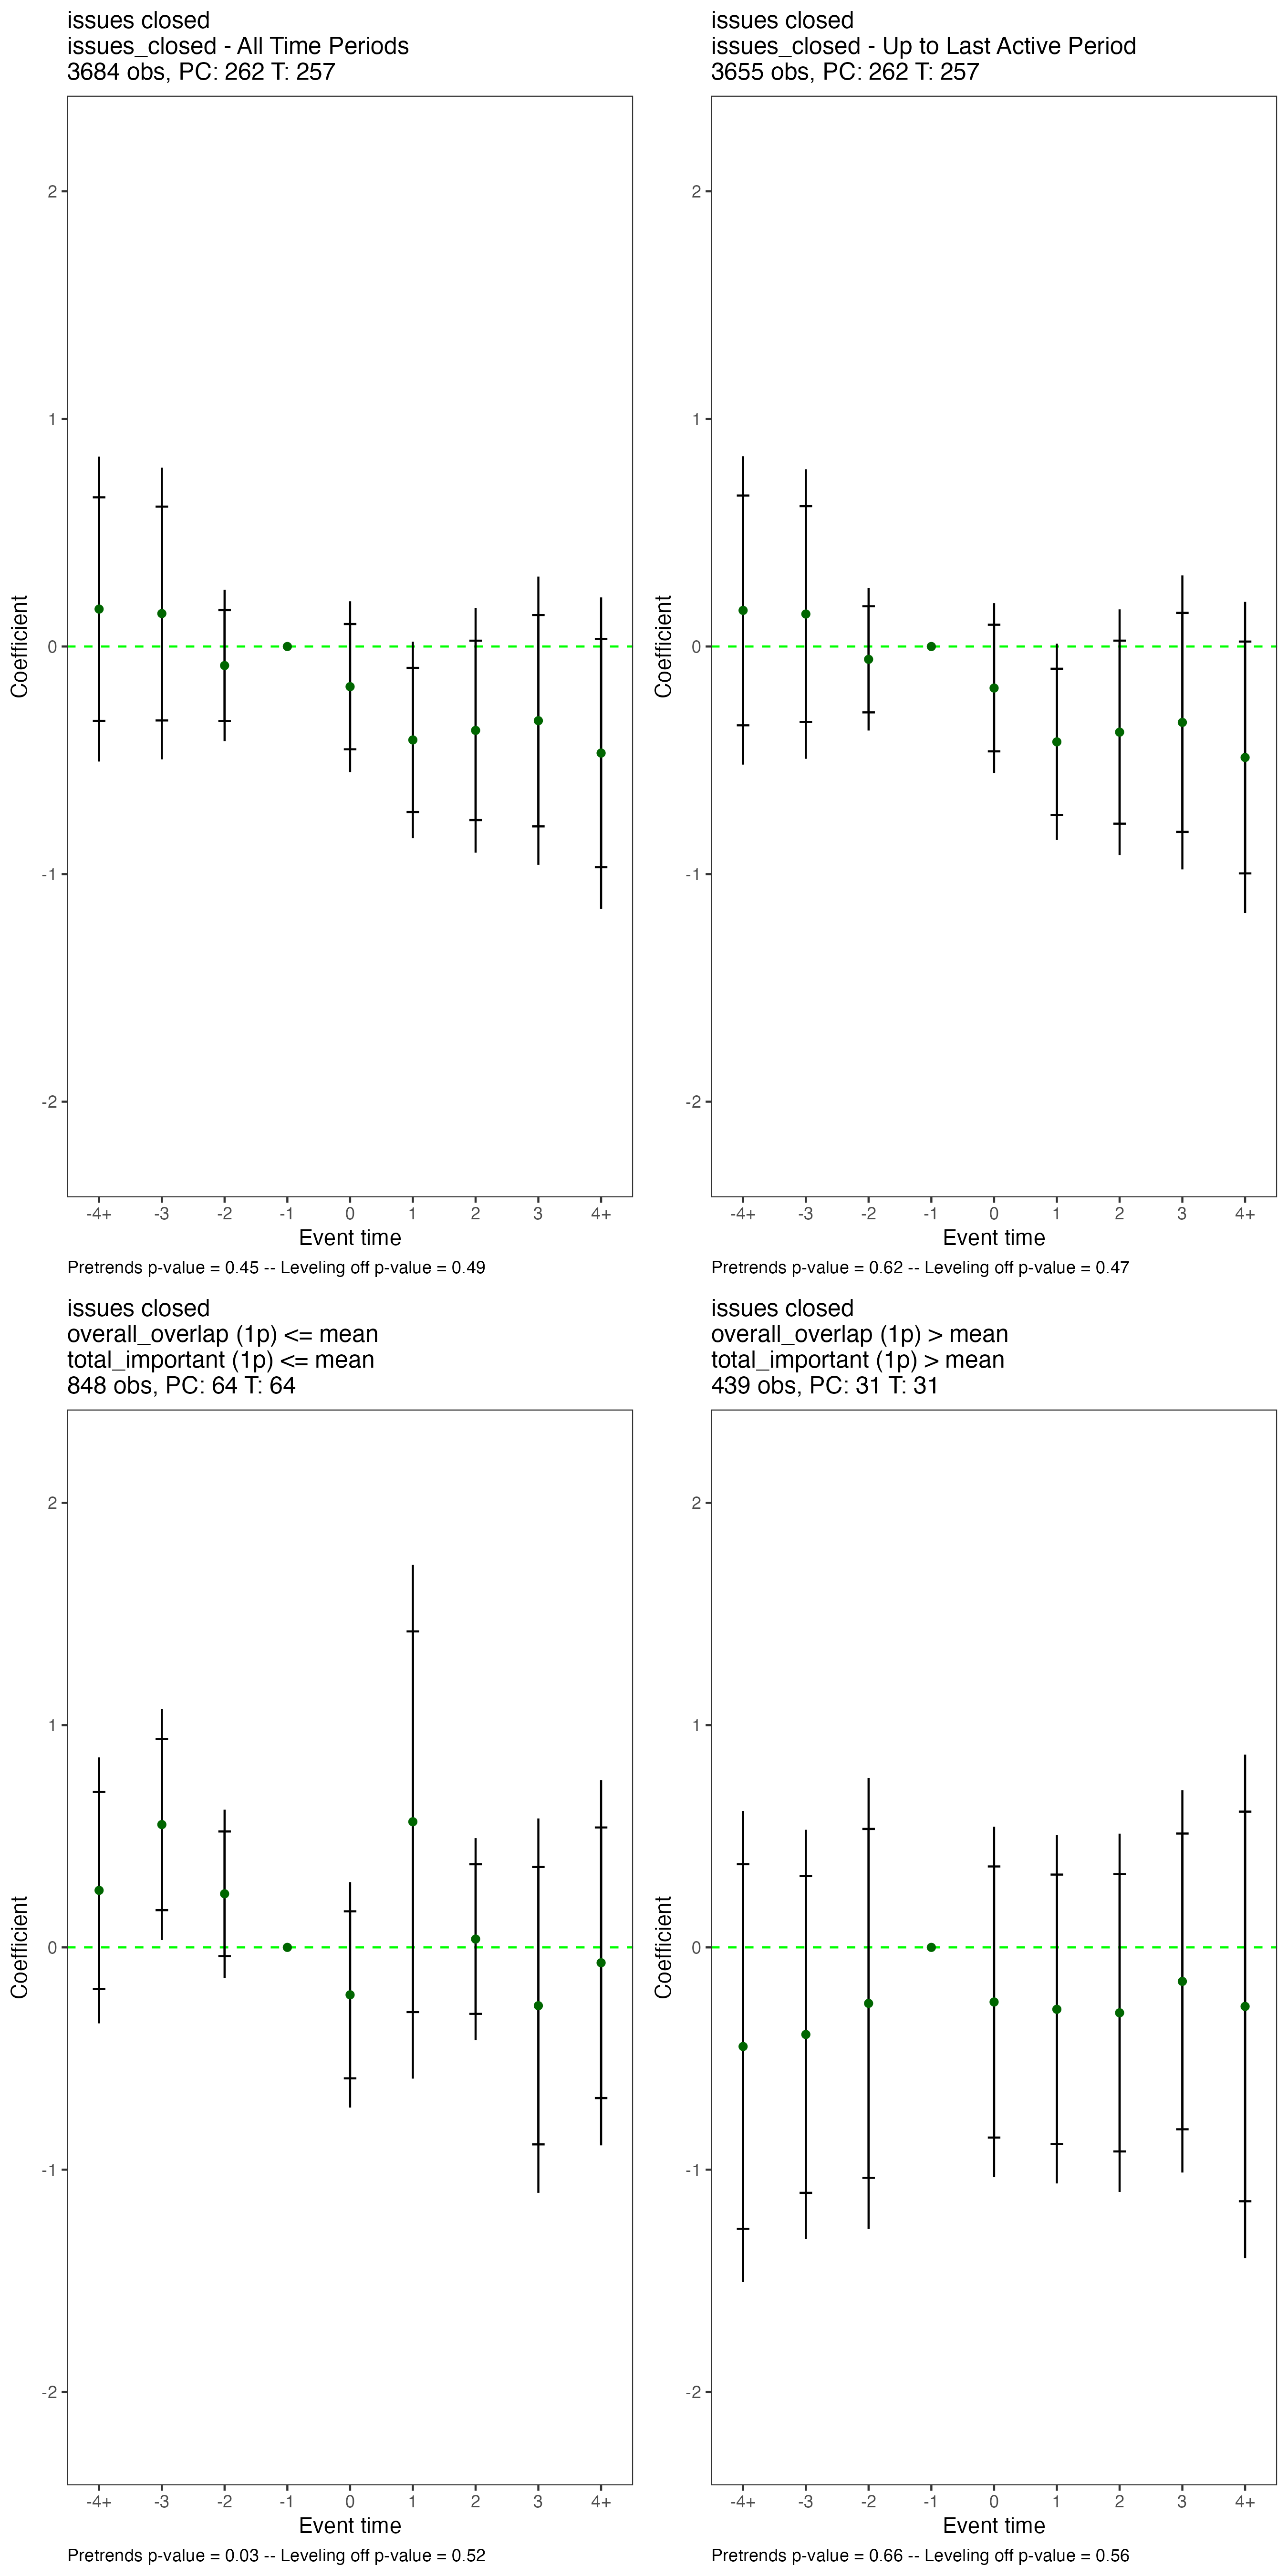 issues closed
issues_closed - All Time Periods
3684 obs, PC: 262 T: 257
Coefficient
2
1
0
-1
-2
-4+ -3 -2 -1 0 1 2 3 4+
Event time
Pretrends p-value = 0.45 -- Leveling off p-value = 0.49
issues closed
issues_closed - Up to Last Active Period
3655 obs, PC: 262 T: 257
Coefficient
2
1
0
-1
-2
-4+ -3 -2 -1 0 1 2 3 4+
Event time
Pretrends p-value = 0.62 -- Leveling off p-value = 0.47
issues closed
overall_overlap (1p) <= mean
total_important (1p) <= mean
848 obs, PC: 64 T: 64
Coefficient
2
1
0
-1
-2
-4+ -3 -2 -1 0 1 2 3 4+
Event time
Pretrends p-value = 0.03 -- Leveling off p-value = 0.52
issues closed
overall_overlap (1p) > mean
total_important (1p) > mean
439 obs, PC: 31 T: 31
Coefficient
2
1
0
-1
-2
-4+ -3 -2 -1 0 1 2 3 4+
Event time
Pretrends p-value = 0.66 -- Leveling off p-value = 0.56